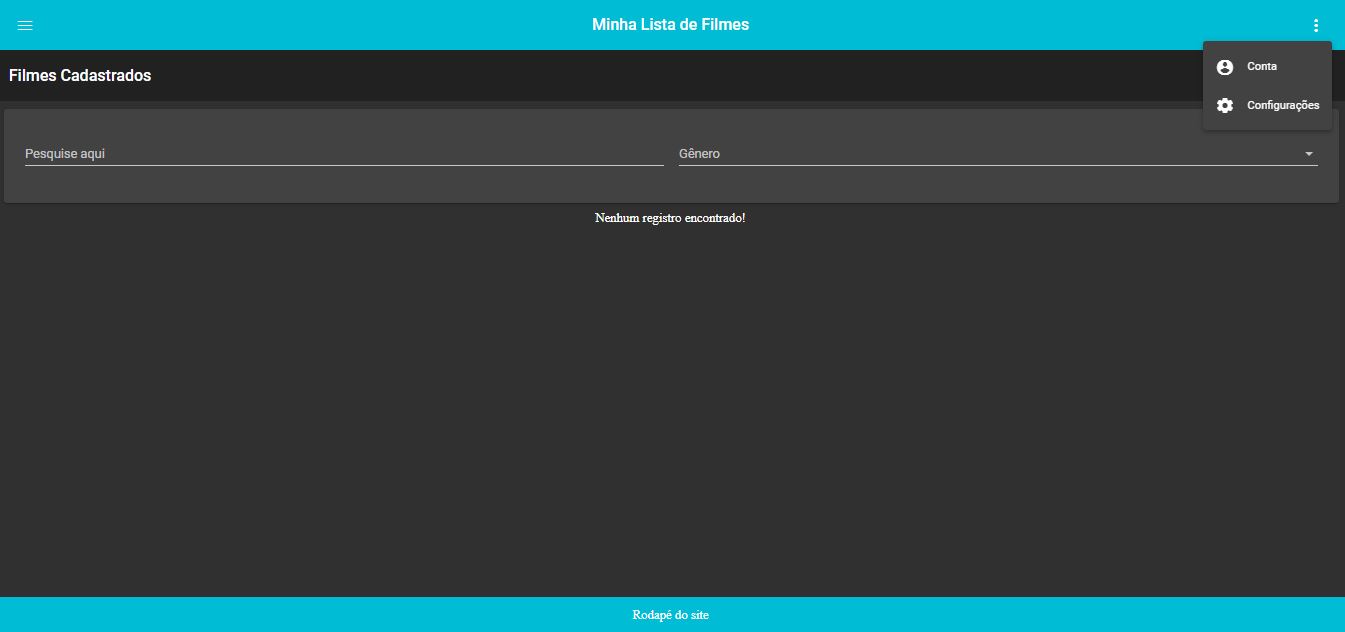 Minha Lista de Filmes
Filmes Cadastrados
Conta
Configurações
Pesquise aqui
Gênero
Nenhum registro encontrado!
Rodapé do site